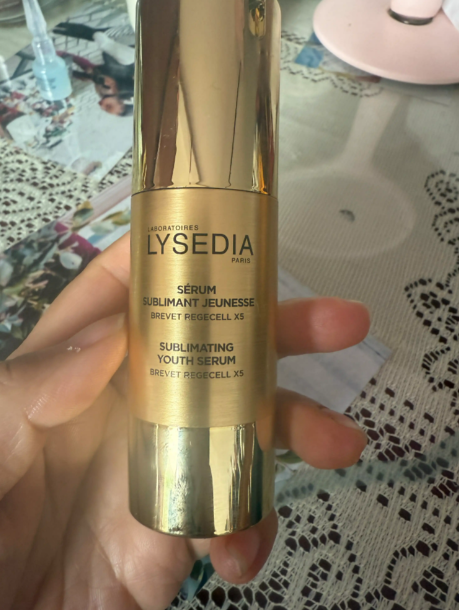 LABORATOIRES
LYSEDIA
PARIS
SÉRUM
SUBLIMANT JEUNESSE
BREVET REGECELL X5
SUBLIMATING
YOUTH SERUM
BREVET REGECELL X5